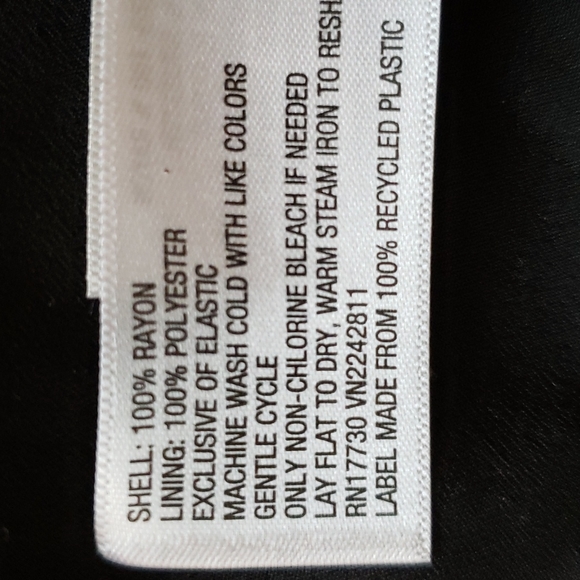 SHELL: 100% RAYON
LINING: 100% POLYESTER
EXCLUSIVE OF ELASTIC
MACHINE WASH COLD WITH LIKE COLORS
GENTLE CYCLE
ONLY NON-CHLORINE BLEACH IF NEEDED
LAY FLAT TO DRY, WARM STEAM IRON TO RESH
RN17730 VN2242811
LABEL MADE FROM 100% RECYCLED PLASTIC